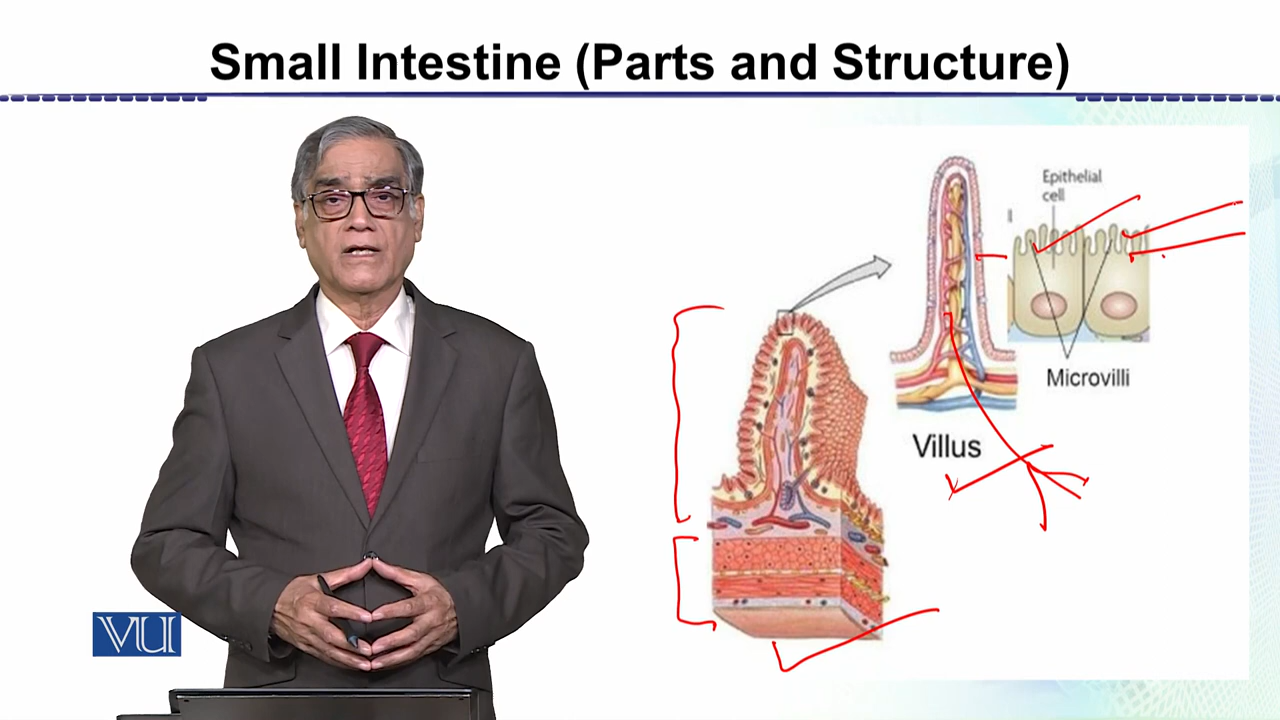 Small Intestine (Parts and Structure)
Epithelial
cell
Microvilli
Villus
VU